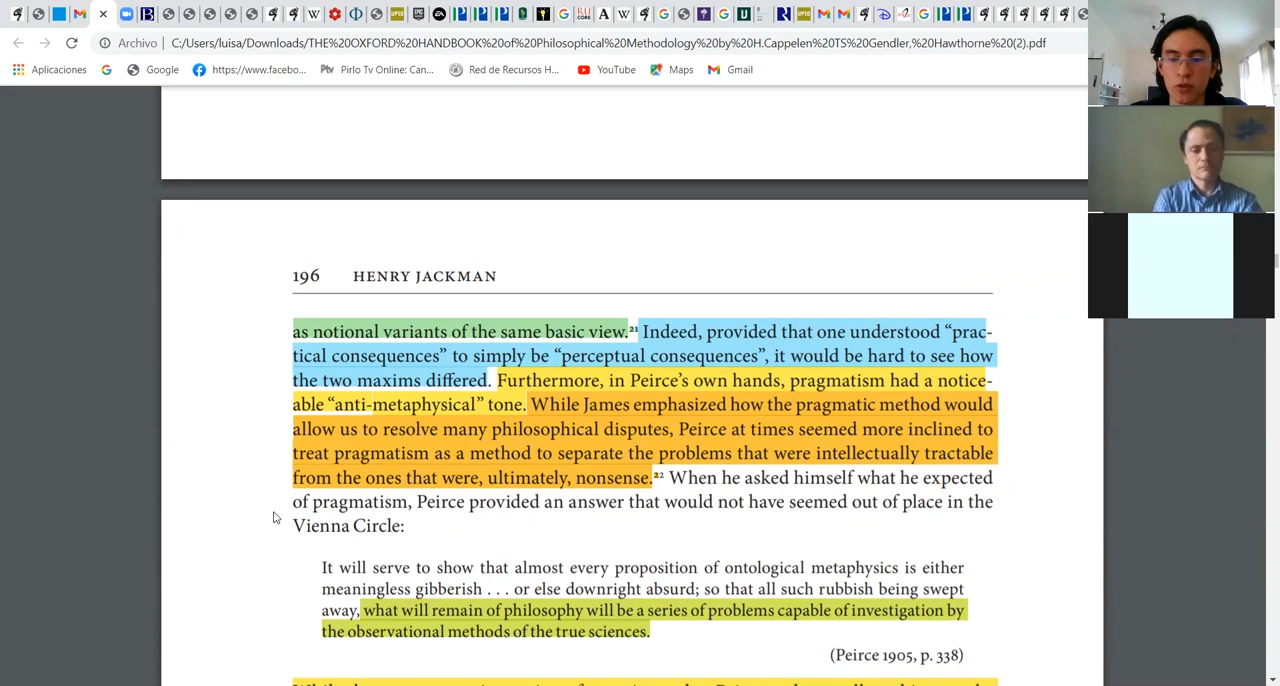 Archivo
C:/Users/luisa/Downloads/THE%20OXFORD%20HANDBOOK%20of%20Philosophical%20Methodology%20by%20H.Cappelen%20TS%20Gendler,%20Hawthorne%20(2).pdf
Aplicaciones Google https://www.facebo... Pirlo Tv Online: Can... Red de Recursos H... YouTube Maps Gmail
196 HENRY JACKMAN
as notional variants of the same basic view.²¹ Indeed, provided that one understood “prac-
tical consequences” to simply be “perceptual consequences”, it would be hard to see how
the two maxims differed. Furthermore, in Peirce’s own hands, pragmatism had a notice-
able “anti-metaphysical” tone. While James emphasized how the pragmatic method would
allow us to resolve many philosophical disputes, Peirce at times seemed more inclined to
treat pragmatism as a method to separate the problems that were intellectually tractable
from the ones that were, ultimately, nonsense.²² When he asked himself what he expected
of pragmatism, Peirce provided an answer that would not have seemed out of place in the
Vienna Circle:
It will serve to show that almost every proposition of ontological metaphysics is either
meaningless gibberish . . . or else downright absurd; so that all such rubbish being swept
away, what will remain of philosophy will be a series of problems capable of investigation by
the observational methods of the true sciences.
(Peirce 1905, p. 338)